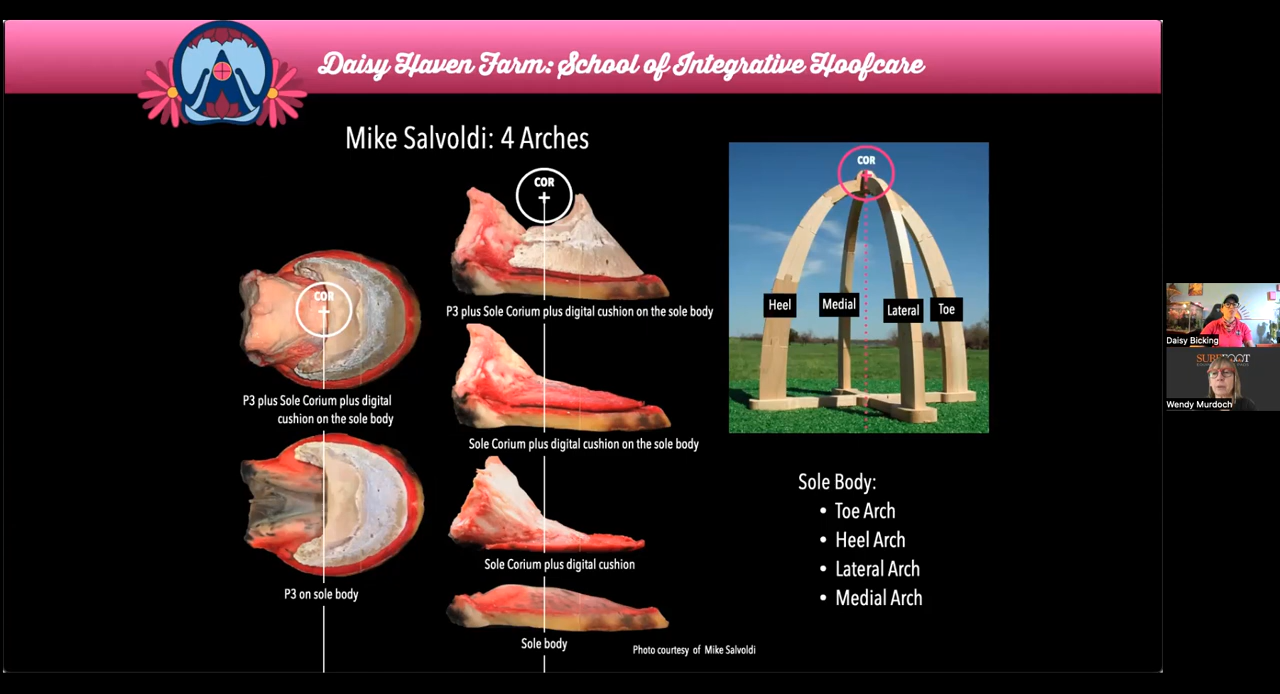 Daisy Haven Farm: School of Integrative Hoofcare
Mike Salvoldi: 4 Arches
COR
P3 plus Sole Corium plus digital cushion on the sole body
Sole Corium plus digital cushion on the sole body
Sole Corium plus digital cushion
Sole body
COR
P3 plus Sole Corium plus digital
cushion on the sole body
P3 on sole body
Photo courtesy of Mike Salvoldi
COR
Heel
Medial
Lateral
Toe
Sole Body:
• Toe Arch
• Heel Arch
• Lateral Arch
• Medial Arch
Daisy Bicking
Wendy Murdoch